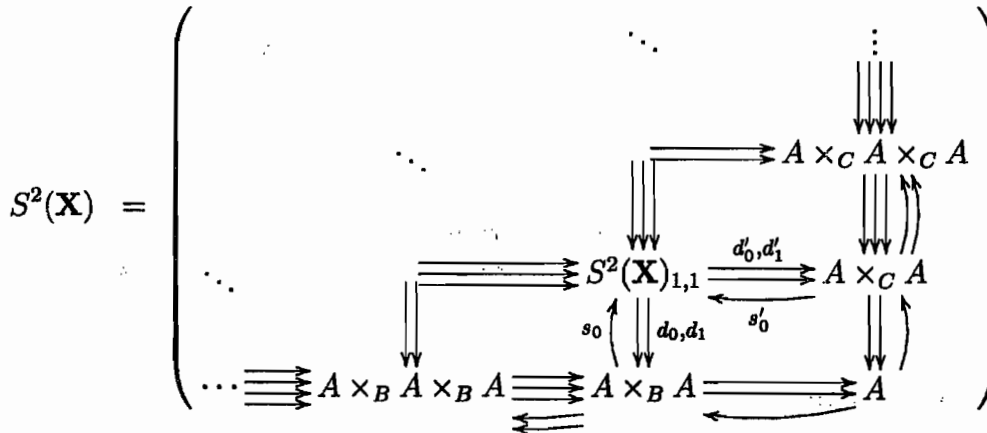 ⋱ ⋮
⋱ A ×_C A ×_C A
S²(X) =
d'₀,d'₁
⋱ S²(X)₁,₁ A ×_C A
s₀ d₀,d₁ s'₀
⋯ A ×_B A ×_B A A ×_B A A